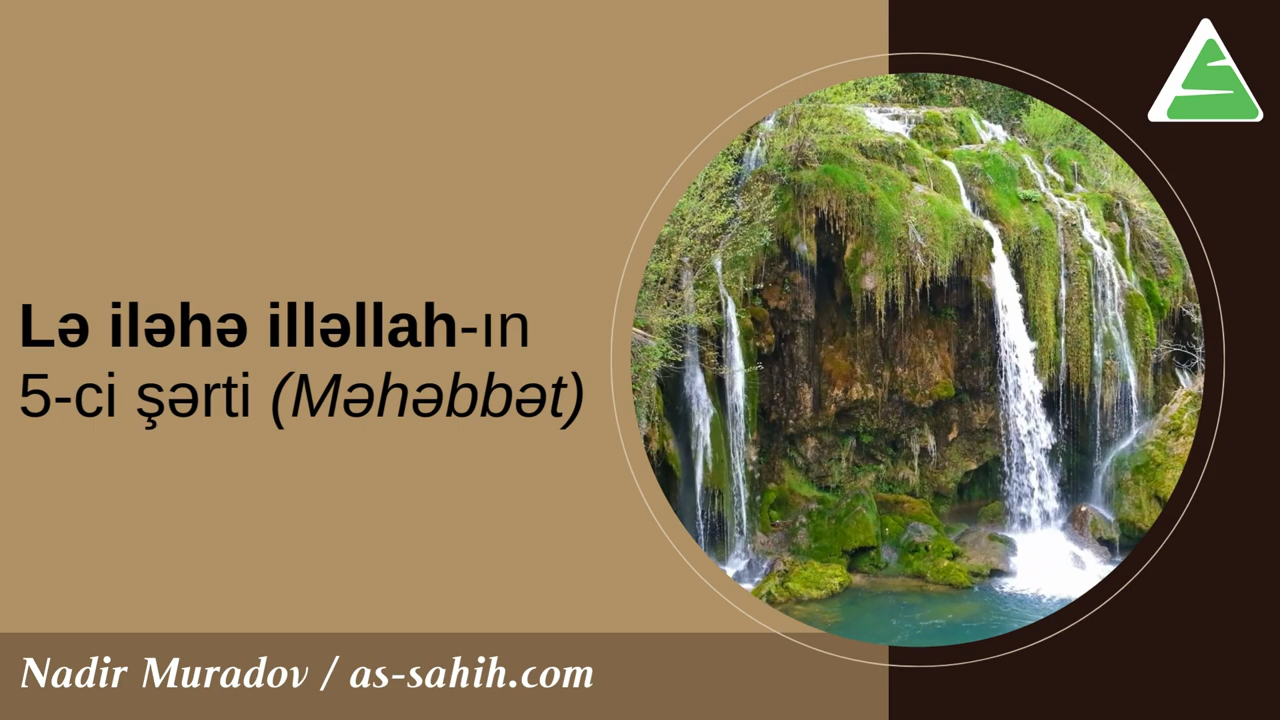 Lə iləhə illəllah-ın
5-ci şərti (Məhəbbət)
Nadir Muradov / as-sahih.com